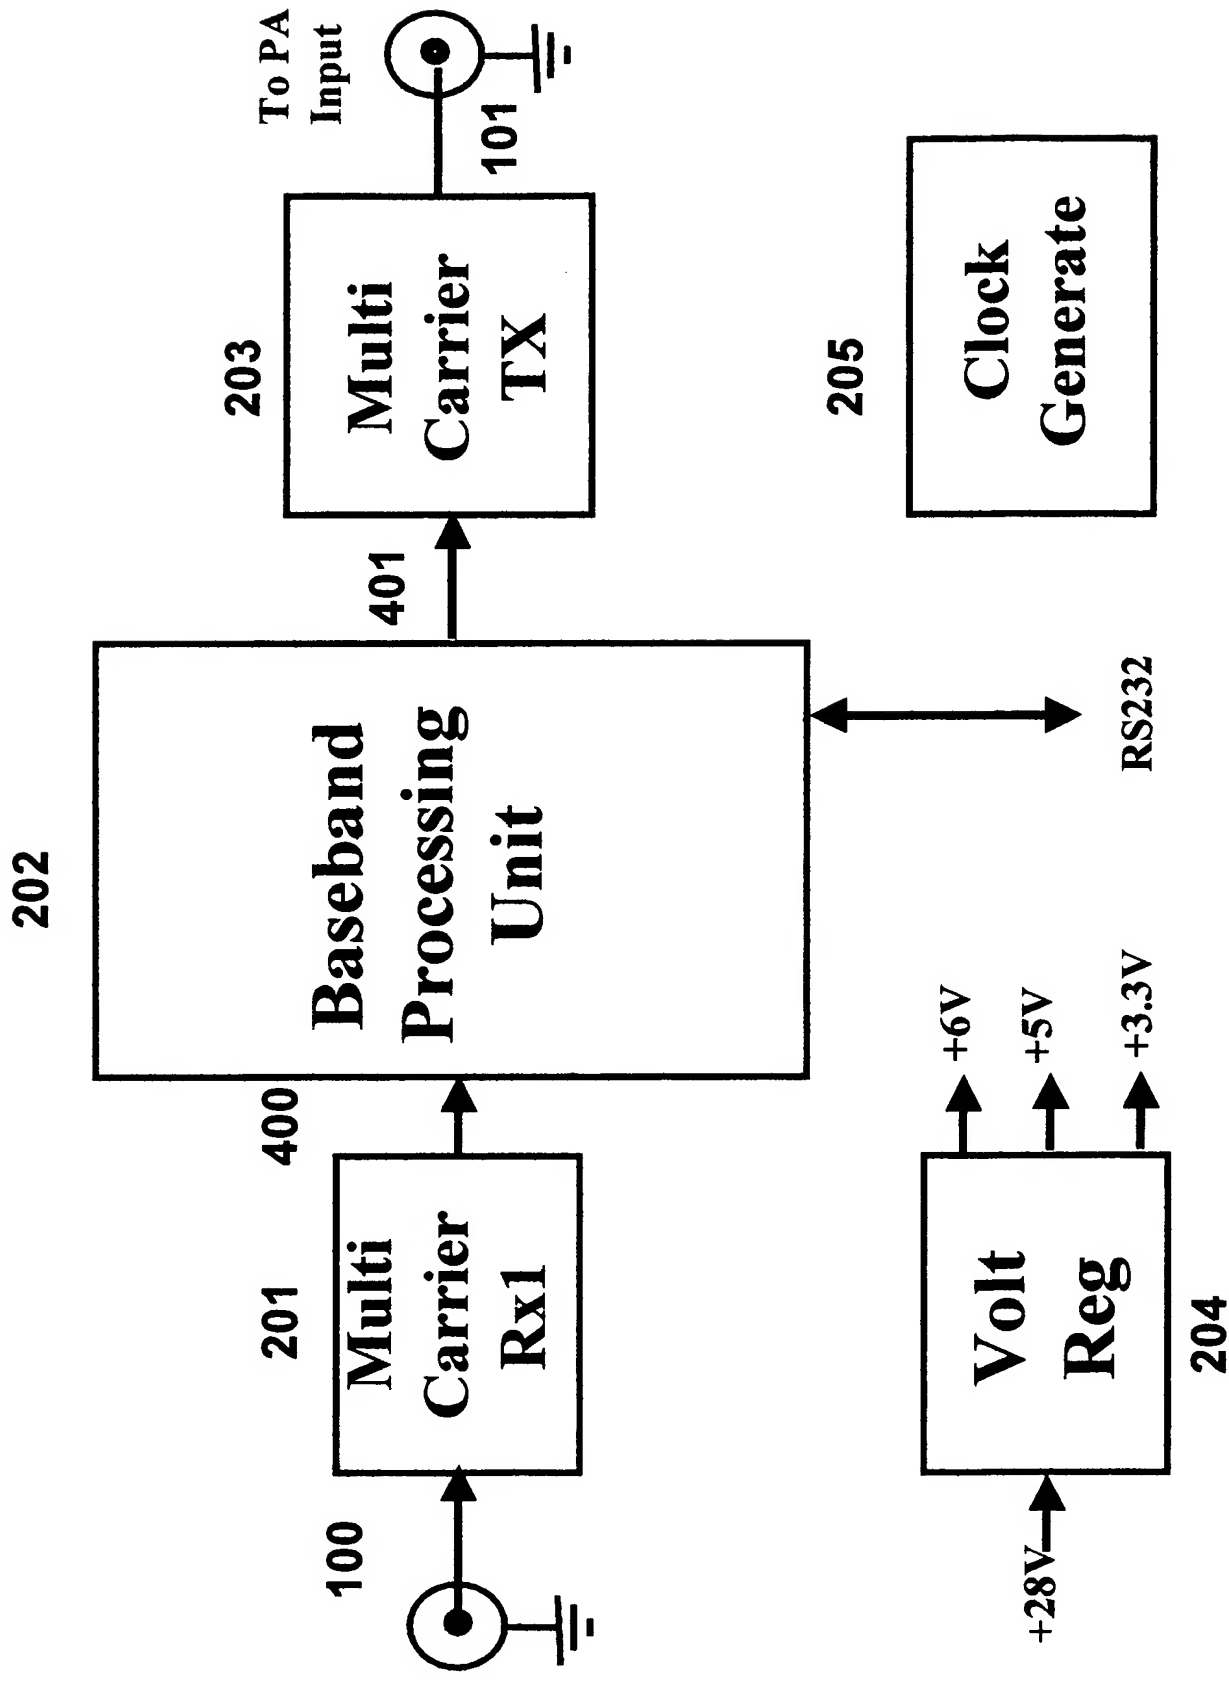 202
203
201
400
401
To PA
Input
100
101
Multi
Carrier
Rx1
Baseband
Processing
Unit
Multi
Carrier
TX
205
+28V
Volt
Reg
+6V
+5V
+3.3V
RS232
Clock
Generate
204